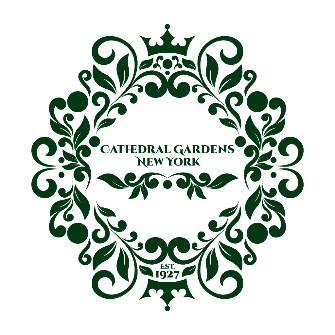 Cathedral Gardens
New York
EST.
1927